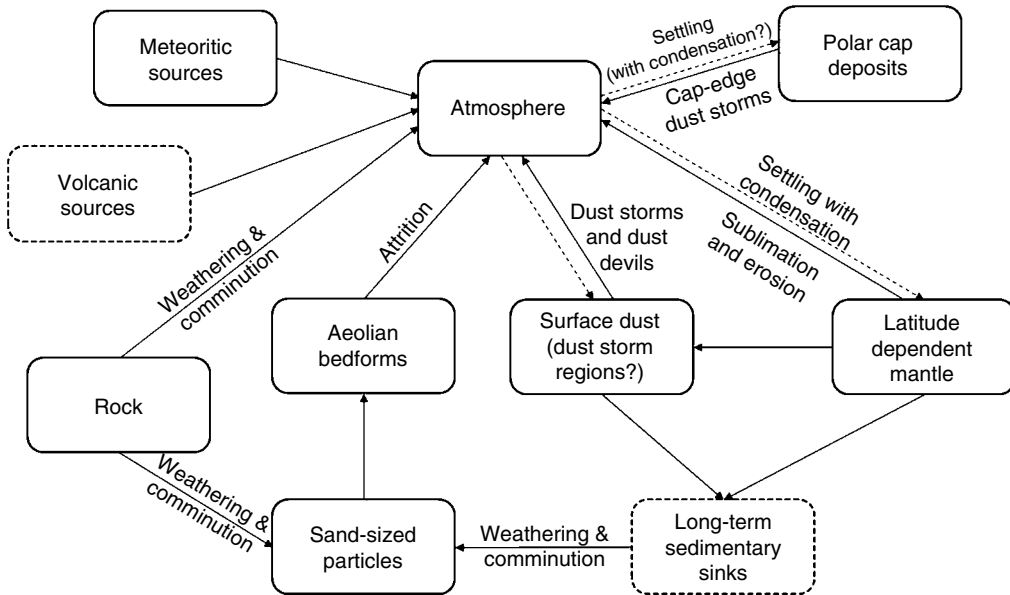 Meteoritic
sources
Settling
(with condensation?)
Polar cap
deposits
Atmosphere
Cap-edge
dust storms
Volcanic
sources
Attrition
Dust storms
and dust
devils
Settling with
condensation
Sublimation
and erosion
Weathering &
comminution
Aeolian
bedforms
Surface dust
(dust storm
regions?)
Latitude
dependent
mantle
Rock
Weathering &
comminution
Sand-sized
particles
Weathering &
comminution
Long-term
sedimentary
sinks